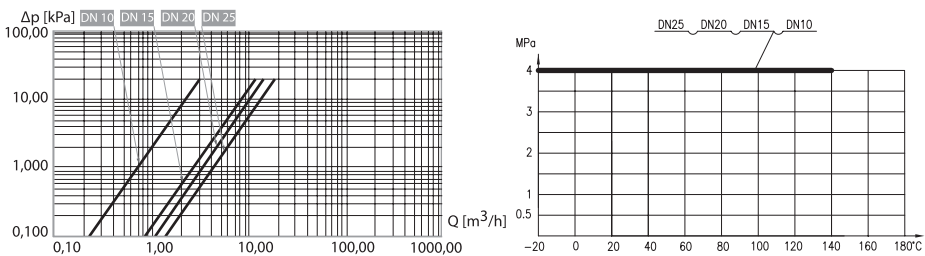 Δp [kPa] DN 10 DN 15 DN 20 DN 25
100,00
10,00
1,000
0,100
0,10 1,00 10,00 100,00 1000,00
Q [m³/h]
DN25 DN20 DN15 DN10
MPa
4
3
2
1
0.5
-20 0 20 40 60 80 100 120 140 160 180°C